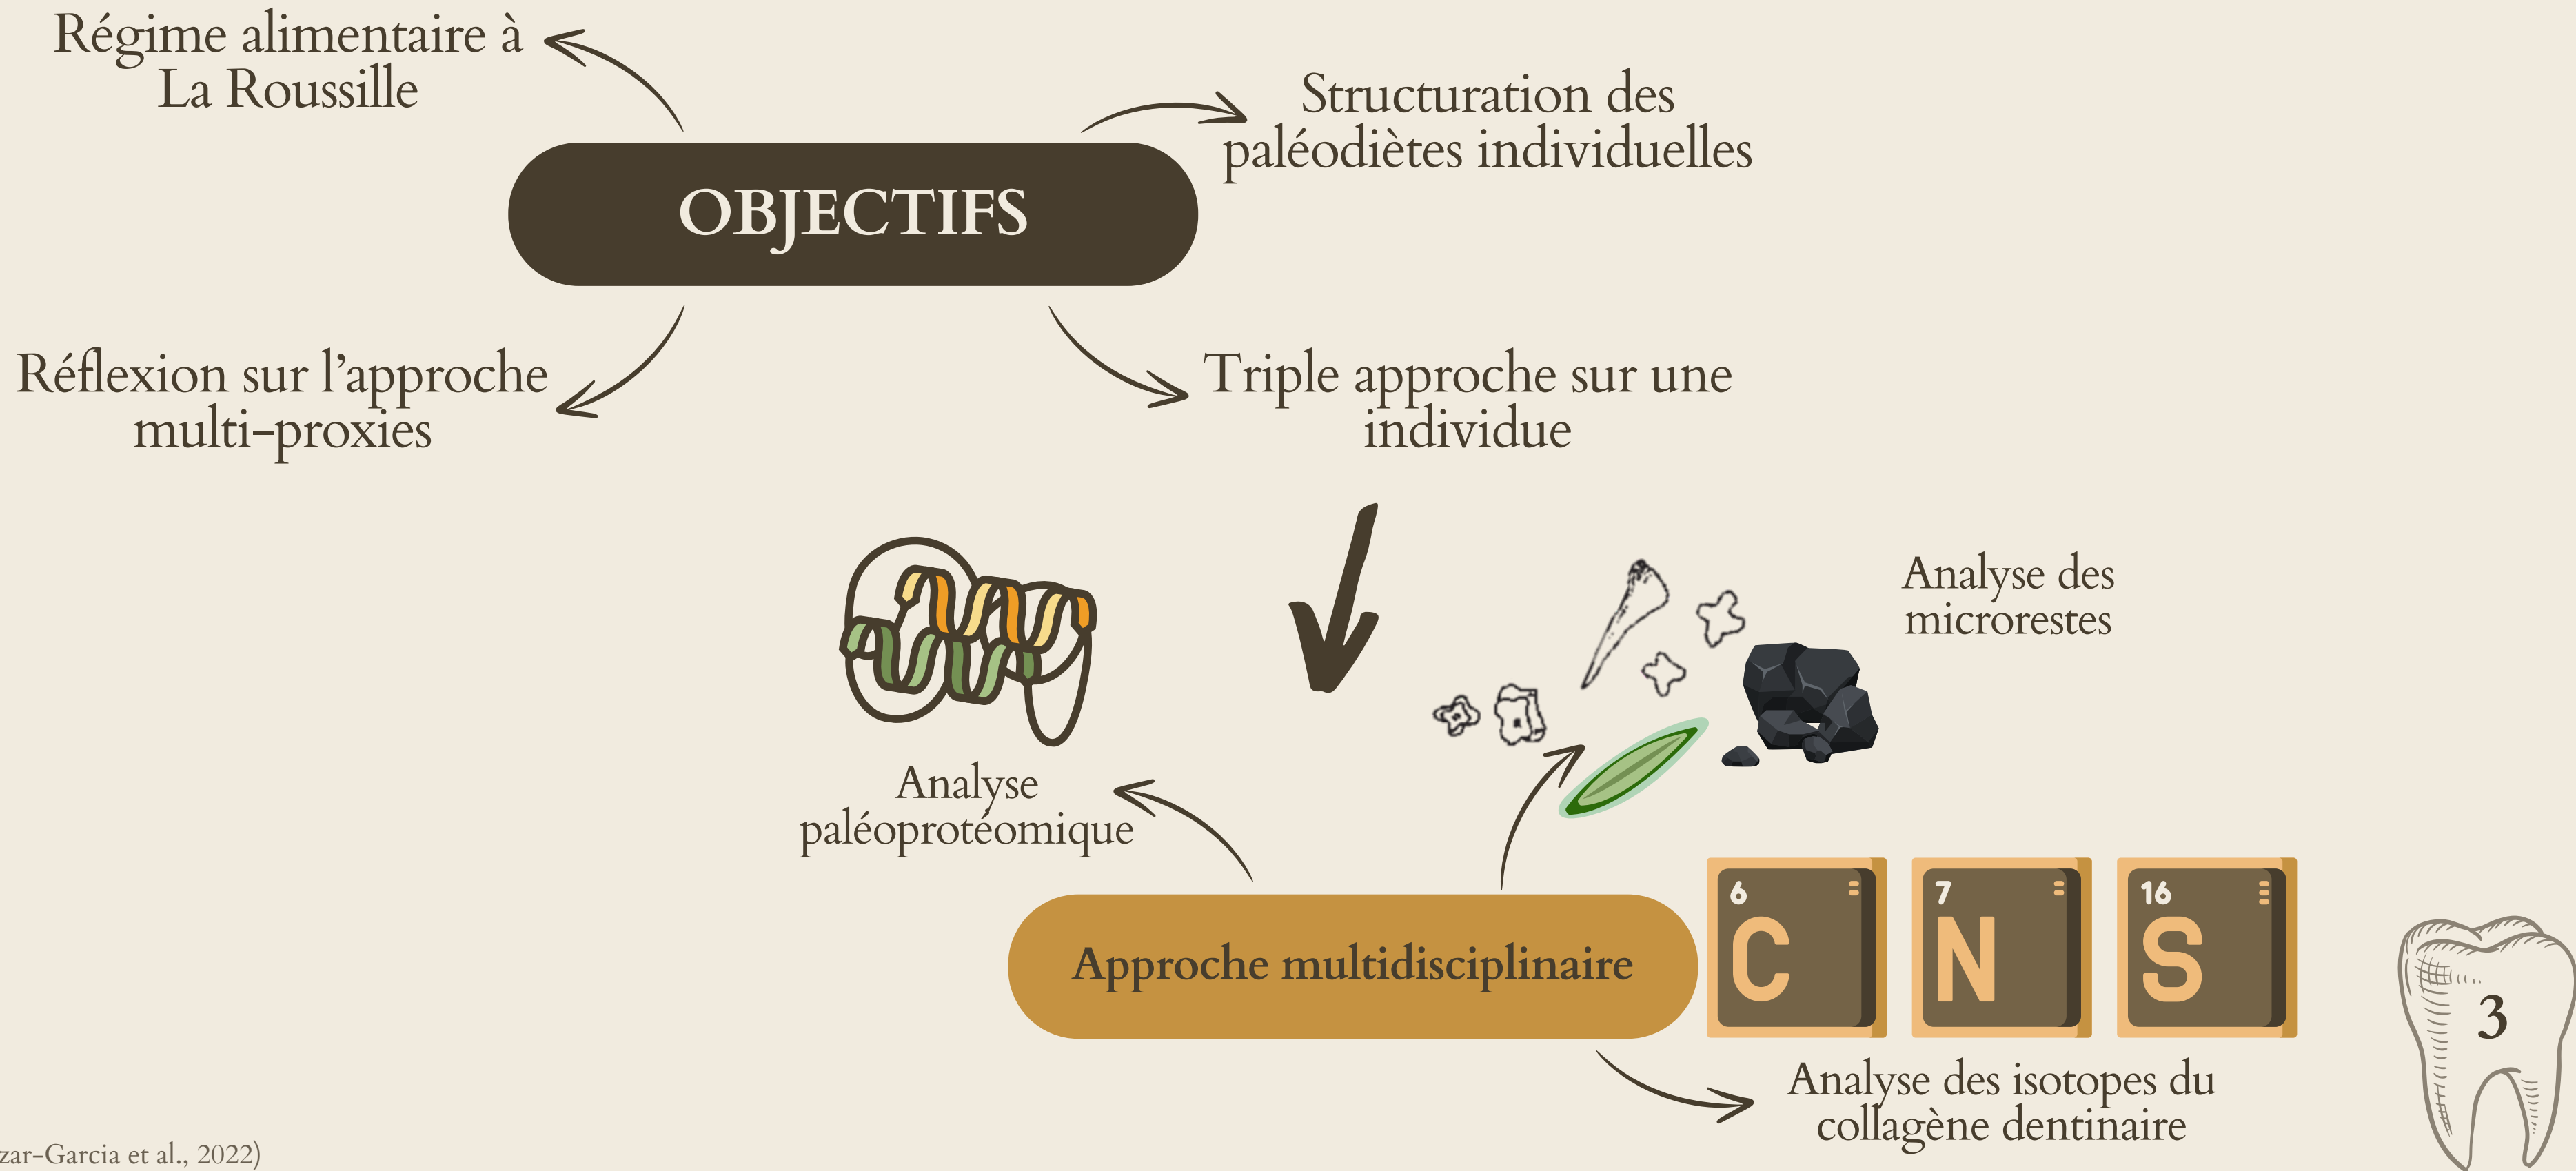 Régime alimentaire à
La Roussille
Structuration des
paléodiètes individuelles
OBJECTIFS
Réflexion sur l'approche
multi-proxies
Triple approche sur une
individue
Analyse des
microrestes
Analyse
paléoprotéomique
Approche multidisciplinaire
6
C
7
N
16
S
3
Analyse des isotopes du
collagène dentinaire
zar-Garcia et al., 2022)